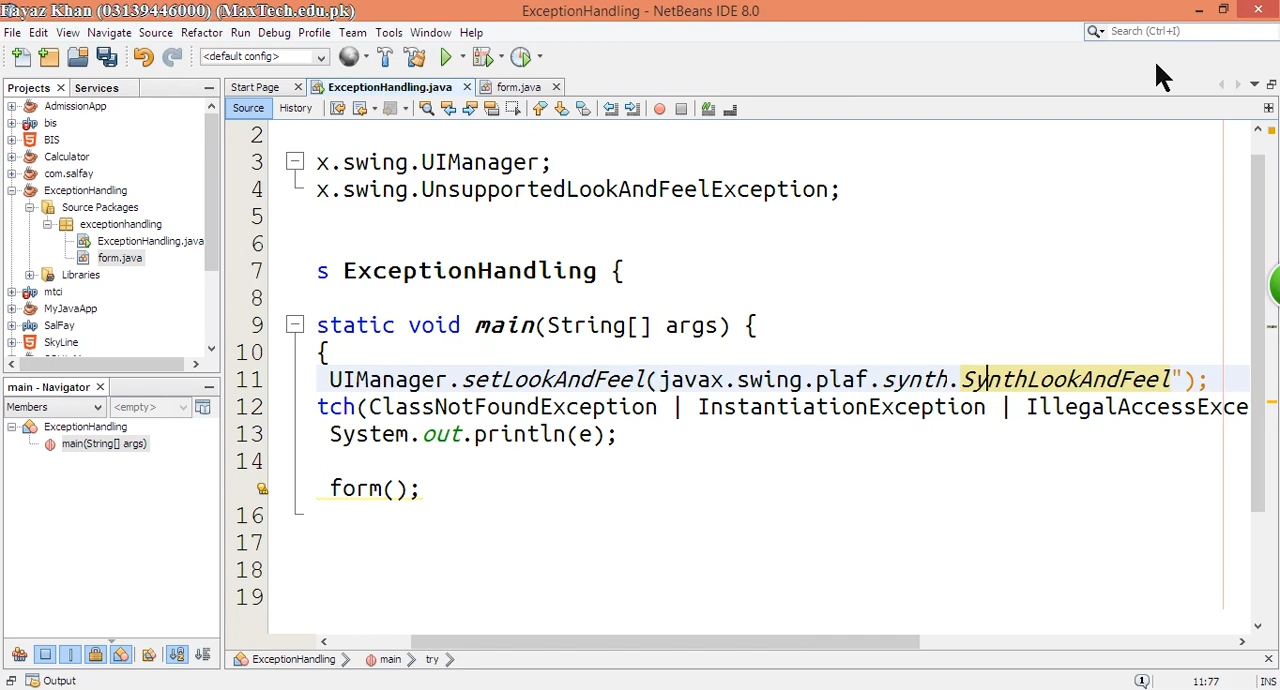 Fayaz Khan (03139446000) (MaxTech.edu.pk)
ExceptionHandling - NetBeans IDE 8.0
File Edit View Navigate Source Refactor Run Debug Profile Team Tools Window Help
Search (Ctrl+I)
<default config>
Projects Services
Start Page ExceptionHandling.java form.java
Source History
AdmissionApp
bis
BIS
Calculator
com.salfay
ExceptionHandling
Source Packages
exceptionhandling
ExceptionHandling.java
form.java
Libraries
mtci
MyJavaApp
SalFay
SkyLine
main - Navigator
Members <empty>
ExceptionHandling
main(String[] args)
2
3 x.swing.UIManager;
4 x.swing.UnsupportedLookAndFeelException;
5
6
7 s ExceptionHandling {
8
9 static void main(String[] args) {
10 {
11 UIManager.setLookAndFeel(javax.swing.plaf.synth.SynthLookAndFeel");
12 tch(ClassNotFoundException | InstantiationException | IllegalAccessExce
13 System.out.println(e);
14
form();
16
17
18
19
ExceptionHandling main try
Output
1
11:77 INS